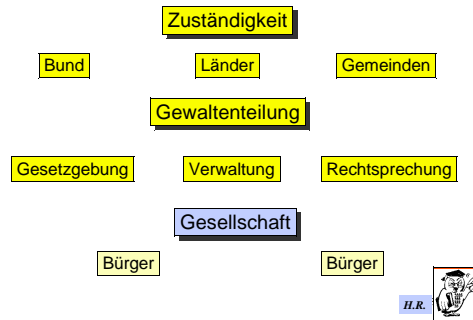 Zuständigkeit
Bund Länder Gemeinden
Gewaltenteilung
Gesetzgebung Verwaltung Rechtsprechung
Gesellschaft
Bürger Bürger
H.R.